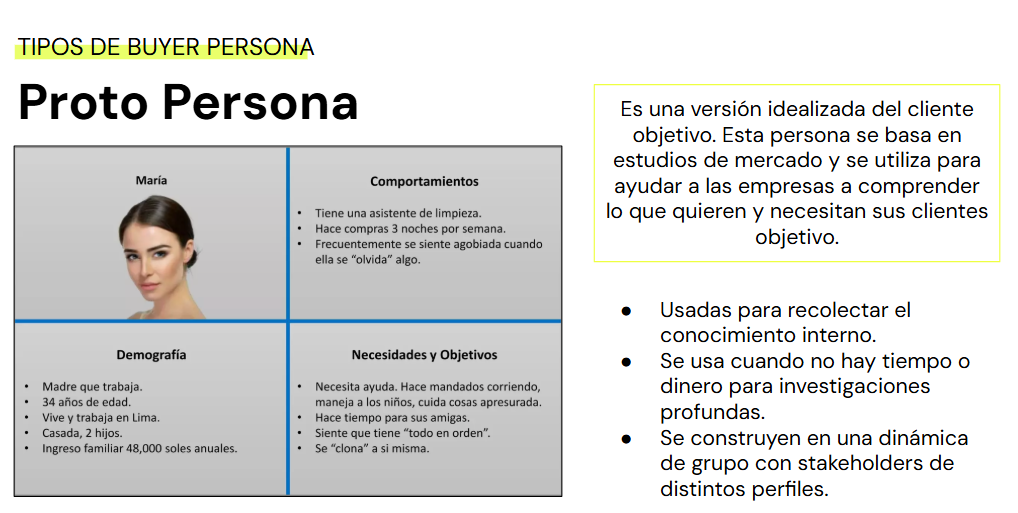 TIPOS DE BUYER PERSONA
Proto Persona
María
Comportamientos
• Tiene una asistente de limpieza.
• Hace compras 3 noches por semana.
• Frecuentemente se siente agobiada cuando
ella se “olvida” algo.
Demografía
• Madre que trabaja.
• 34 años de edad.
• Vive y trabaja en Lima.
• Casada, 2 hijos.
• Ingreso familiar 48,000 soles anuales.
Necesidades y Objetivos
• Necesita ayuda. Hace mandados corriendo,
maneja a los niños, cuida cosas apresurada.
• Hace tiempo para sus amigas.
• Siente que tiene “todo en orden”.
• Se “clona” a si misma.
Es una versión idealizada del cliente
objetivo. Esta persona se basa en
estudios de mercado y se utiliza para
ayudar a las empresas a comprender
lo que quieren y necesitan sus clientes
objetivo.
● Usadas para recolectar el
conocimiento interno.
● Se usa cuando no hay tiempo o
dinero para investigaciones
profundas.
● Se construyen en una dinámica
de grupo con stakeholders de
distintos perfiles.